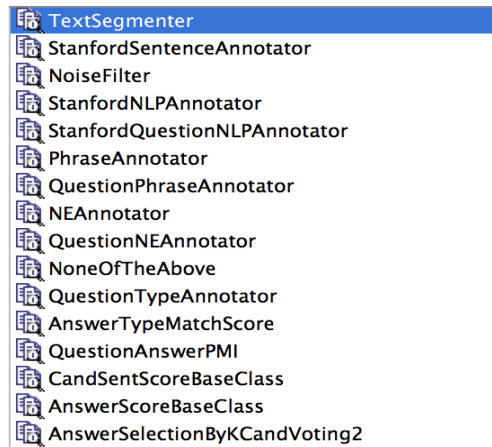 TextSegmenter
StanfordSentenceAnnotator
NoiseFilter
StanfordNLPAnnotator
StanfordQuestionNLPAnnotator
PhraseAnnotator
QuestionPhraseAnnotator
NEAnnotator
QuestionNEAnnotator
NoneOfTheAbove
QuestionTypeAnnotator
AnswerTypeMatchScore
QuestionAnswerPMI
CandSentScoreBaseClass
AnswerScoreBaseClass
AnswerSelectionByKCandVoting2